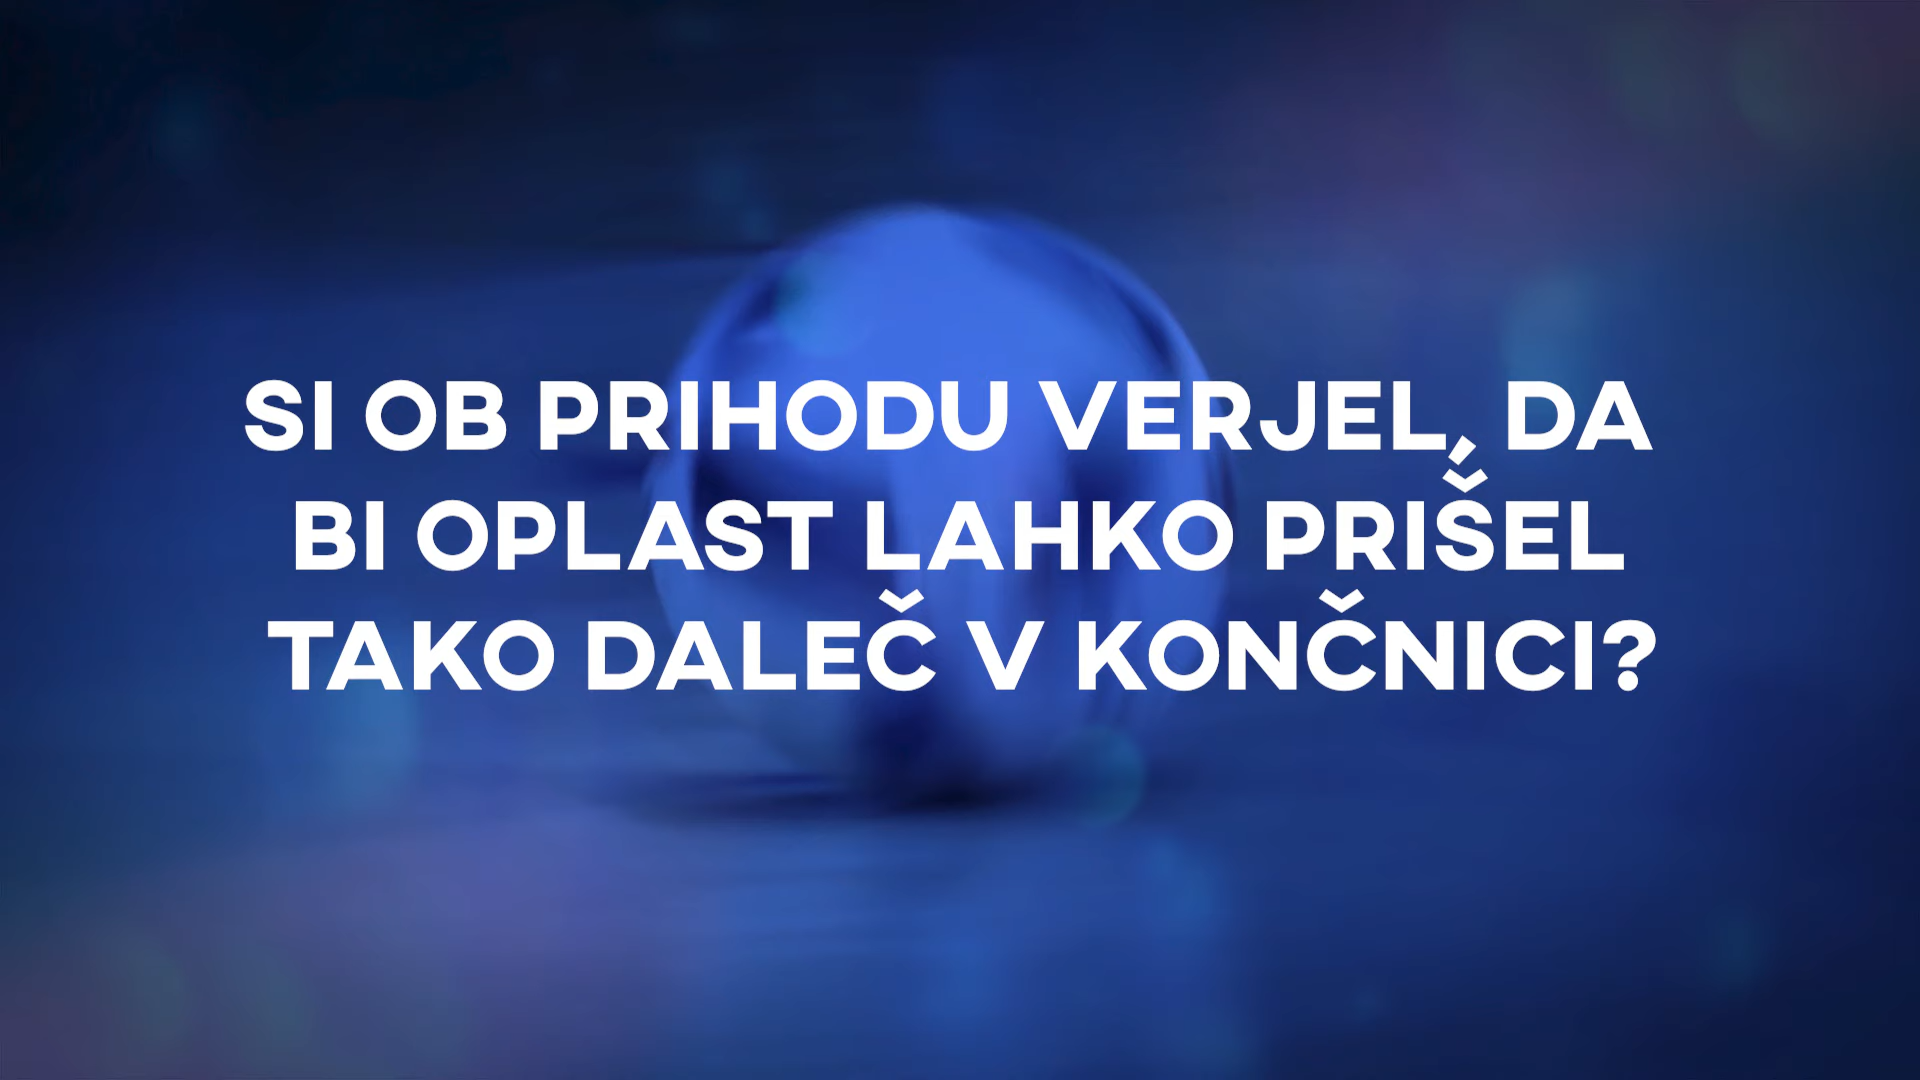 SI OB PRIHODU VERJEL, DA
BI OPLAST LAHKO PRIŠEL
TAKO DALEČ V KONČNICI?